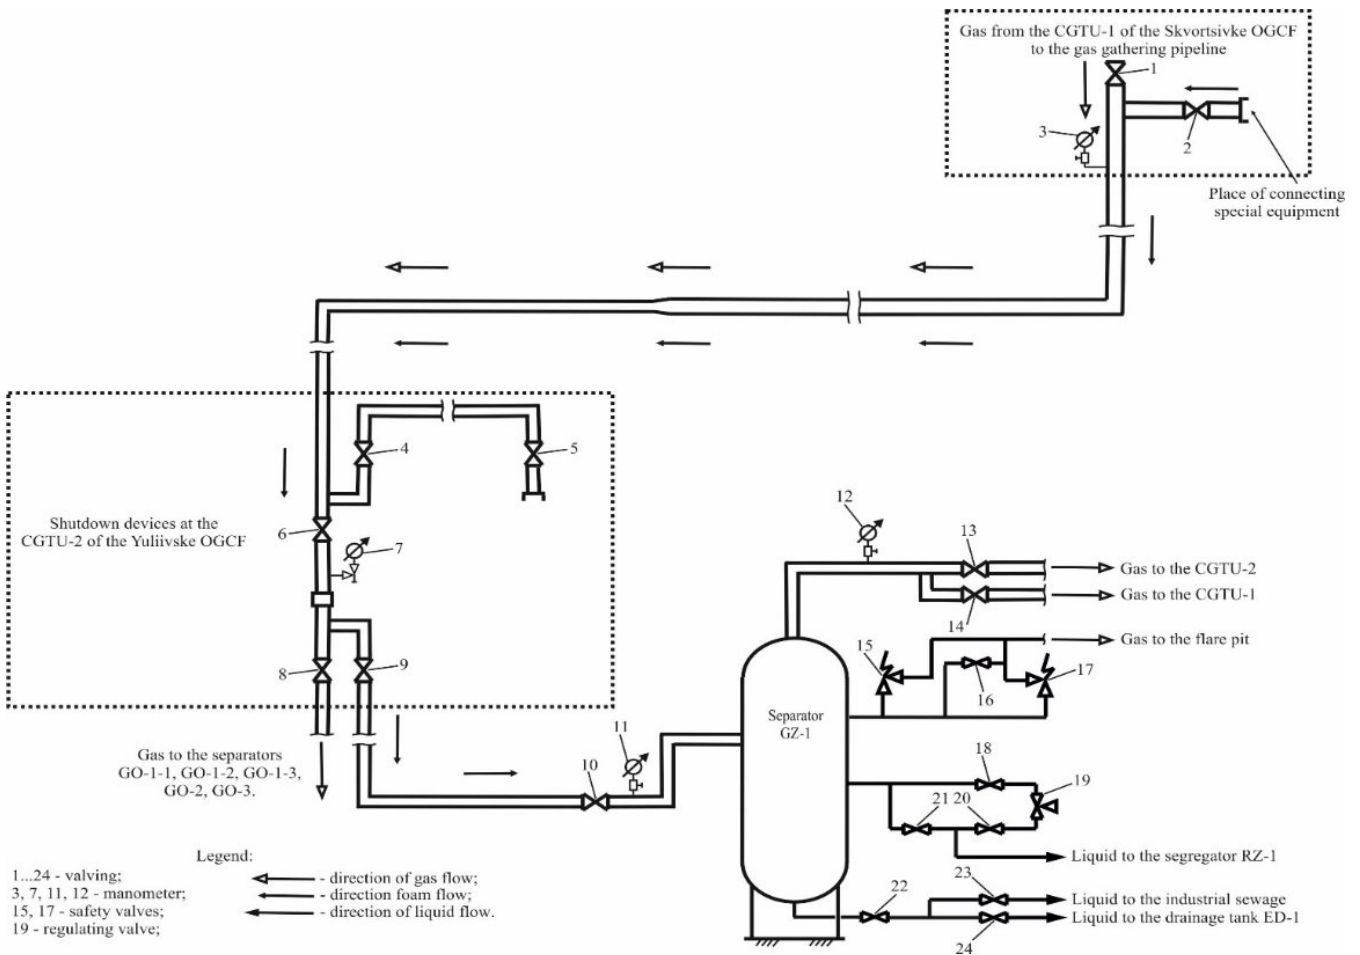 Gas from the CGTU-1 of the Skvortsivke OGCF
to the gas gathering pipeline
1
3
2
Place of connecting
special equipment
4
5
Shutdown devices at the
CGTU-2 of the Yuliivske OGCF
6
7
8
9
12
13
Gas to the CGTU-2
Gas to the CGTU-1
14
Gas to the flare pit
15
16
17
Separator
GZ-1
11
10
Gas to the separators
GO-1-1, GO-1-2, GO-1-3,
GO-2, GO-3.
18
19
21
20
Liquid to the segregator RZ-1
22
23
Liquid to the industrial sewage
Liquid to the drainage tank ED-1
24
Legend:
1...24 - valving;
3, 7, 11, 12 - manometer;
15, 17 - safety valves;
19 - regulating valve;
- direction of gas flow;
- direction foam flow;
- direction of liquid flow.